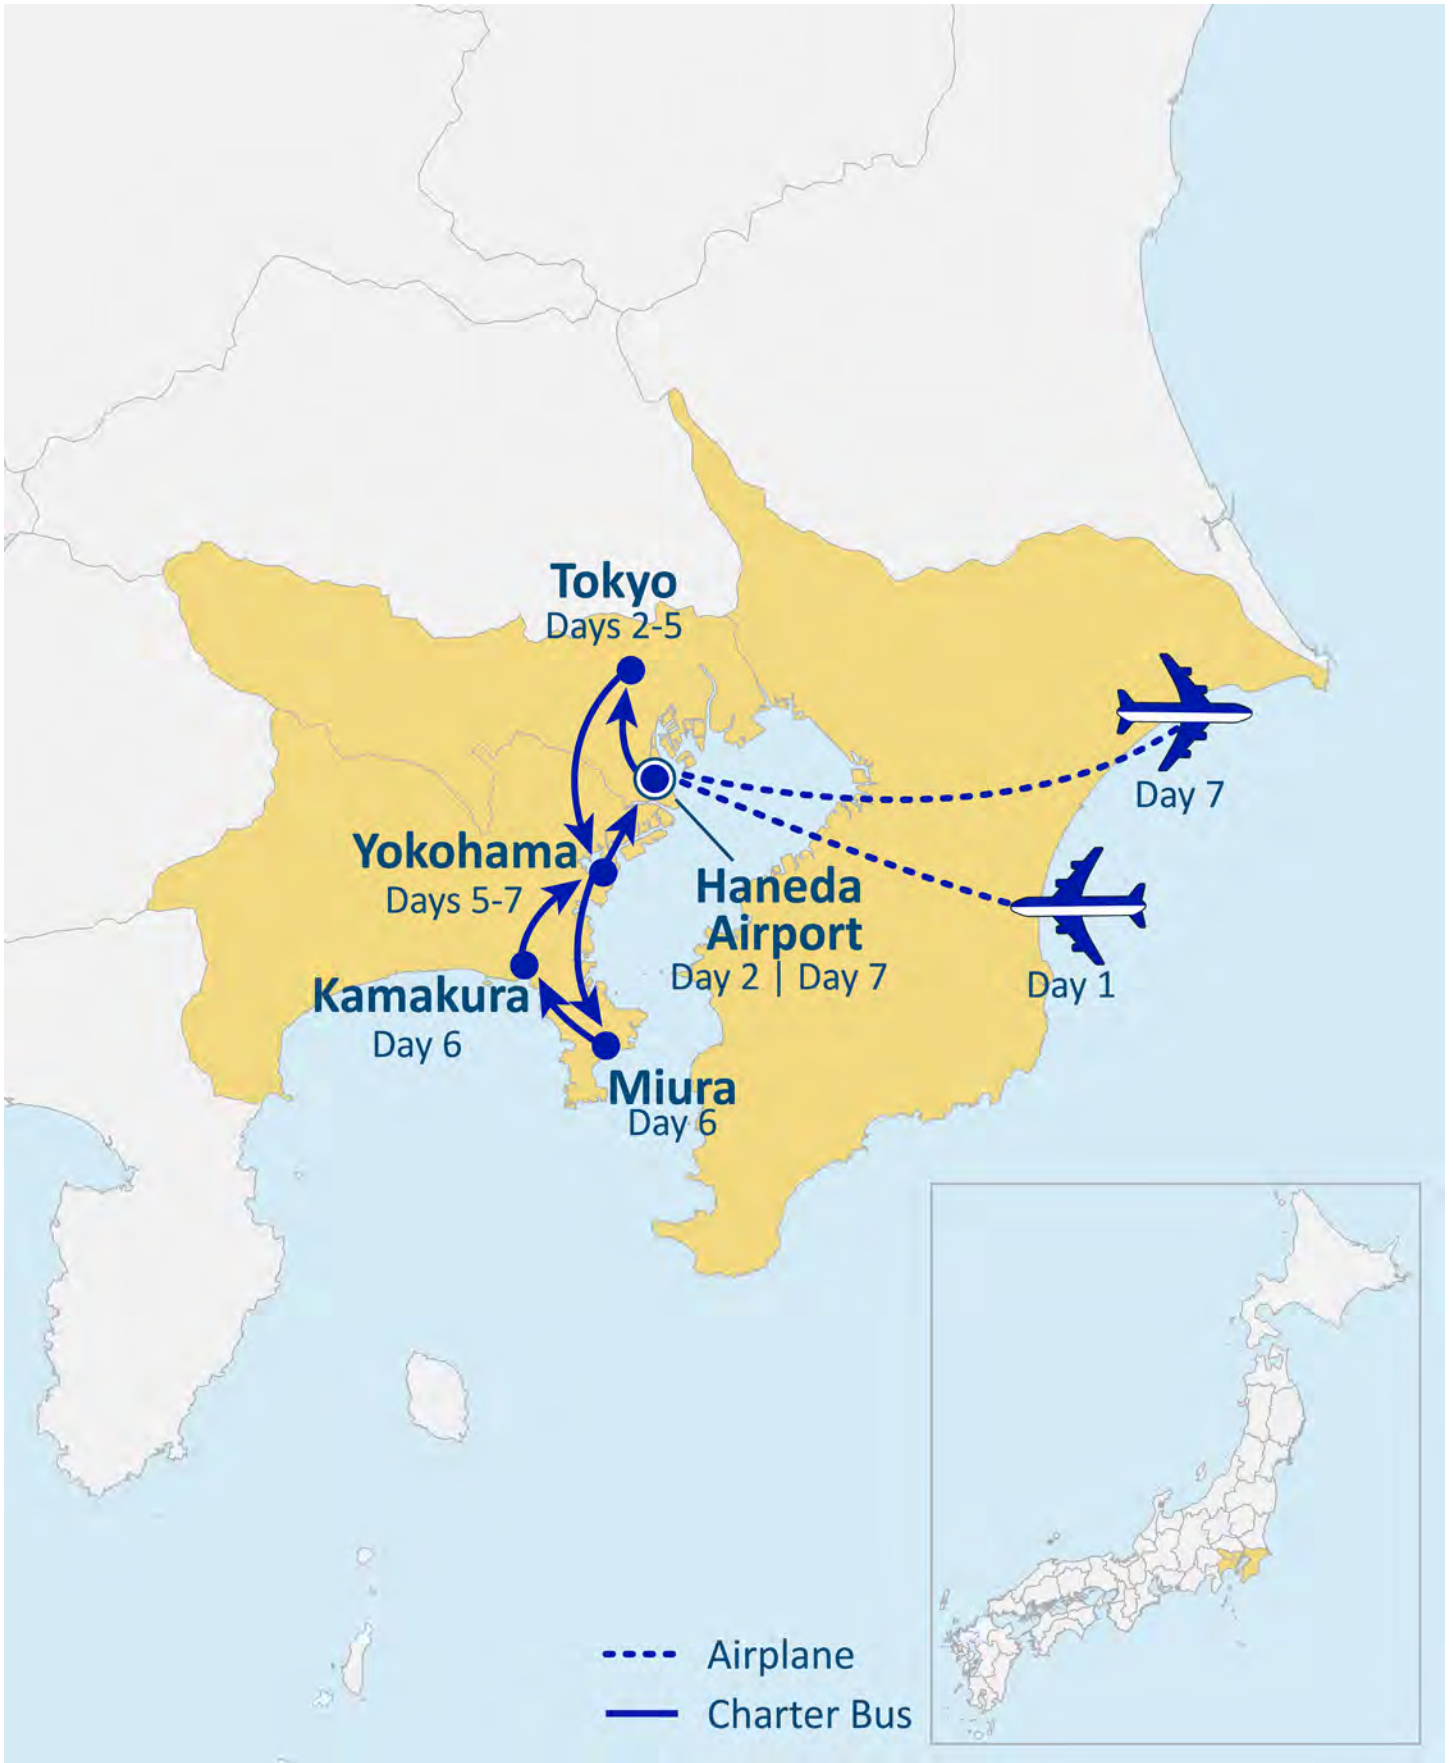 Tokyo
Days 2-5
Day 7
Yokohama
Days 5-7
Haneda
Airport
Day 2 | Day 7
Day 1
Kamakura
Day 6
Miura
Day 6
Airplane
Charter Bus